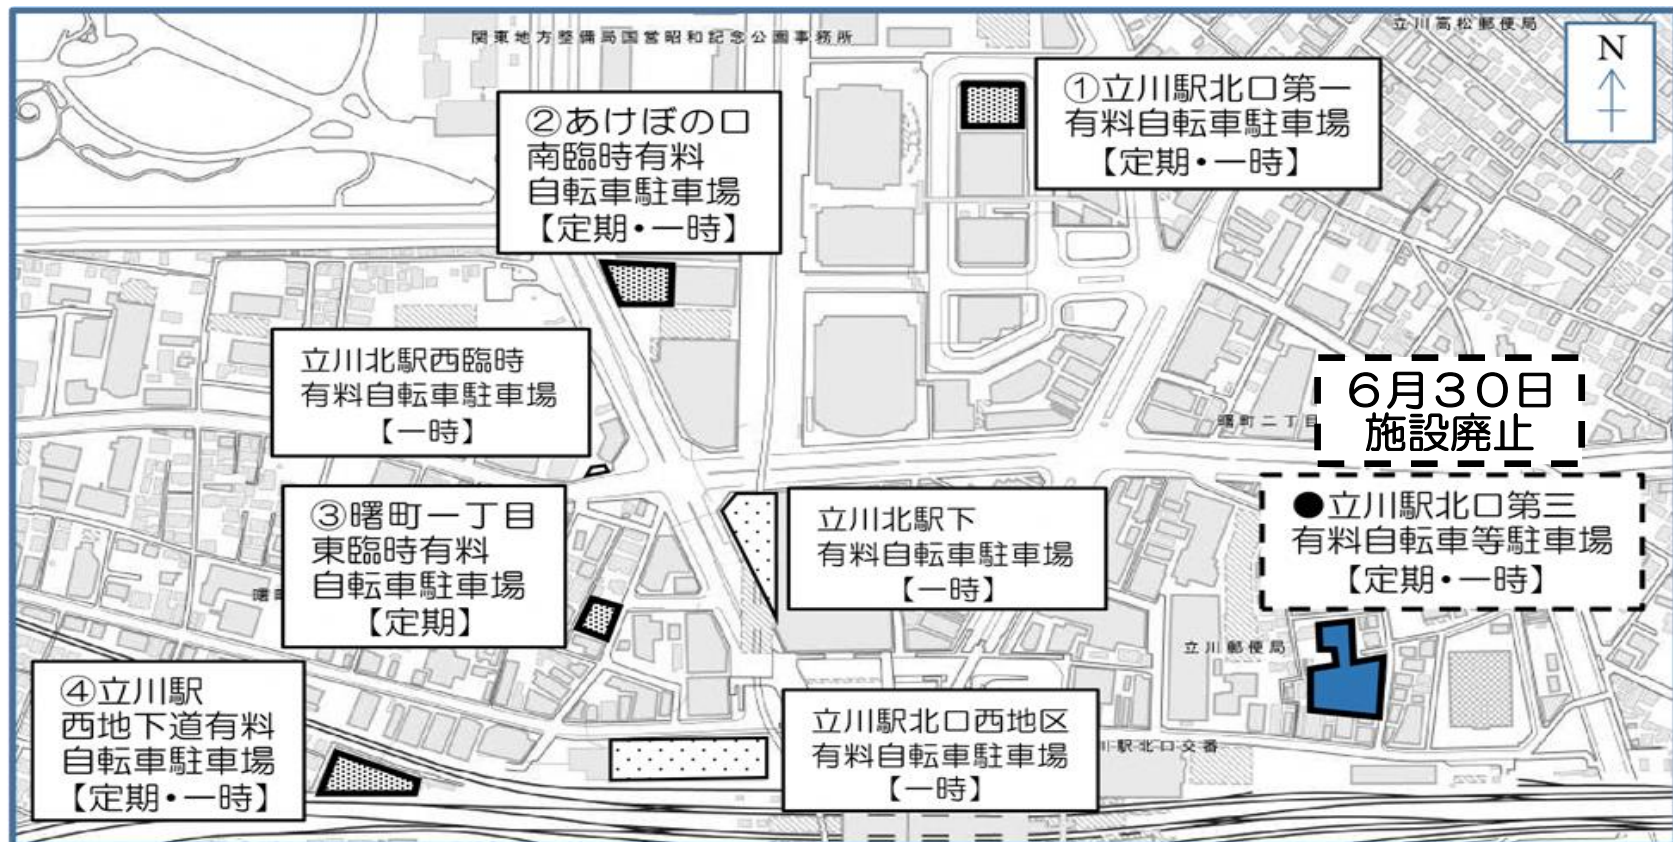 関東地方整備局国営昭和記念公園事務所
立川高松郵便局
N
①立川駅北口第一
有料自転車駐車場
【定期・一時】
②あけぼの口
南臨時有料
自転車駐車場
【定期・一時】
立川北駅西臨時
有料自転車駐車場
【一時】
6月30日
施設廃止
曙町二丁目
●立川駅北口第三
有料自転車等駐車場
【定期・一時】
③曙町一丁目
東臨時有料
自転車駐車場
【定期】
立川北駅下
有料自転車駐車場
【一時】
曙町
立川郵便局
④立川駅
西地下道有料
自転車駐車場
【定期・一時】
立川駅北口西地区
有料自転車駐車場
【一時】
川駅北口交番